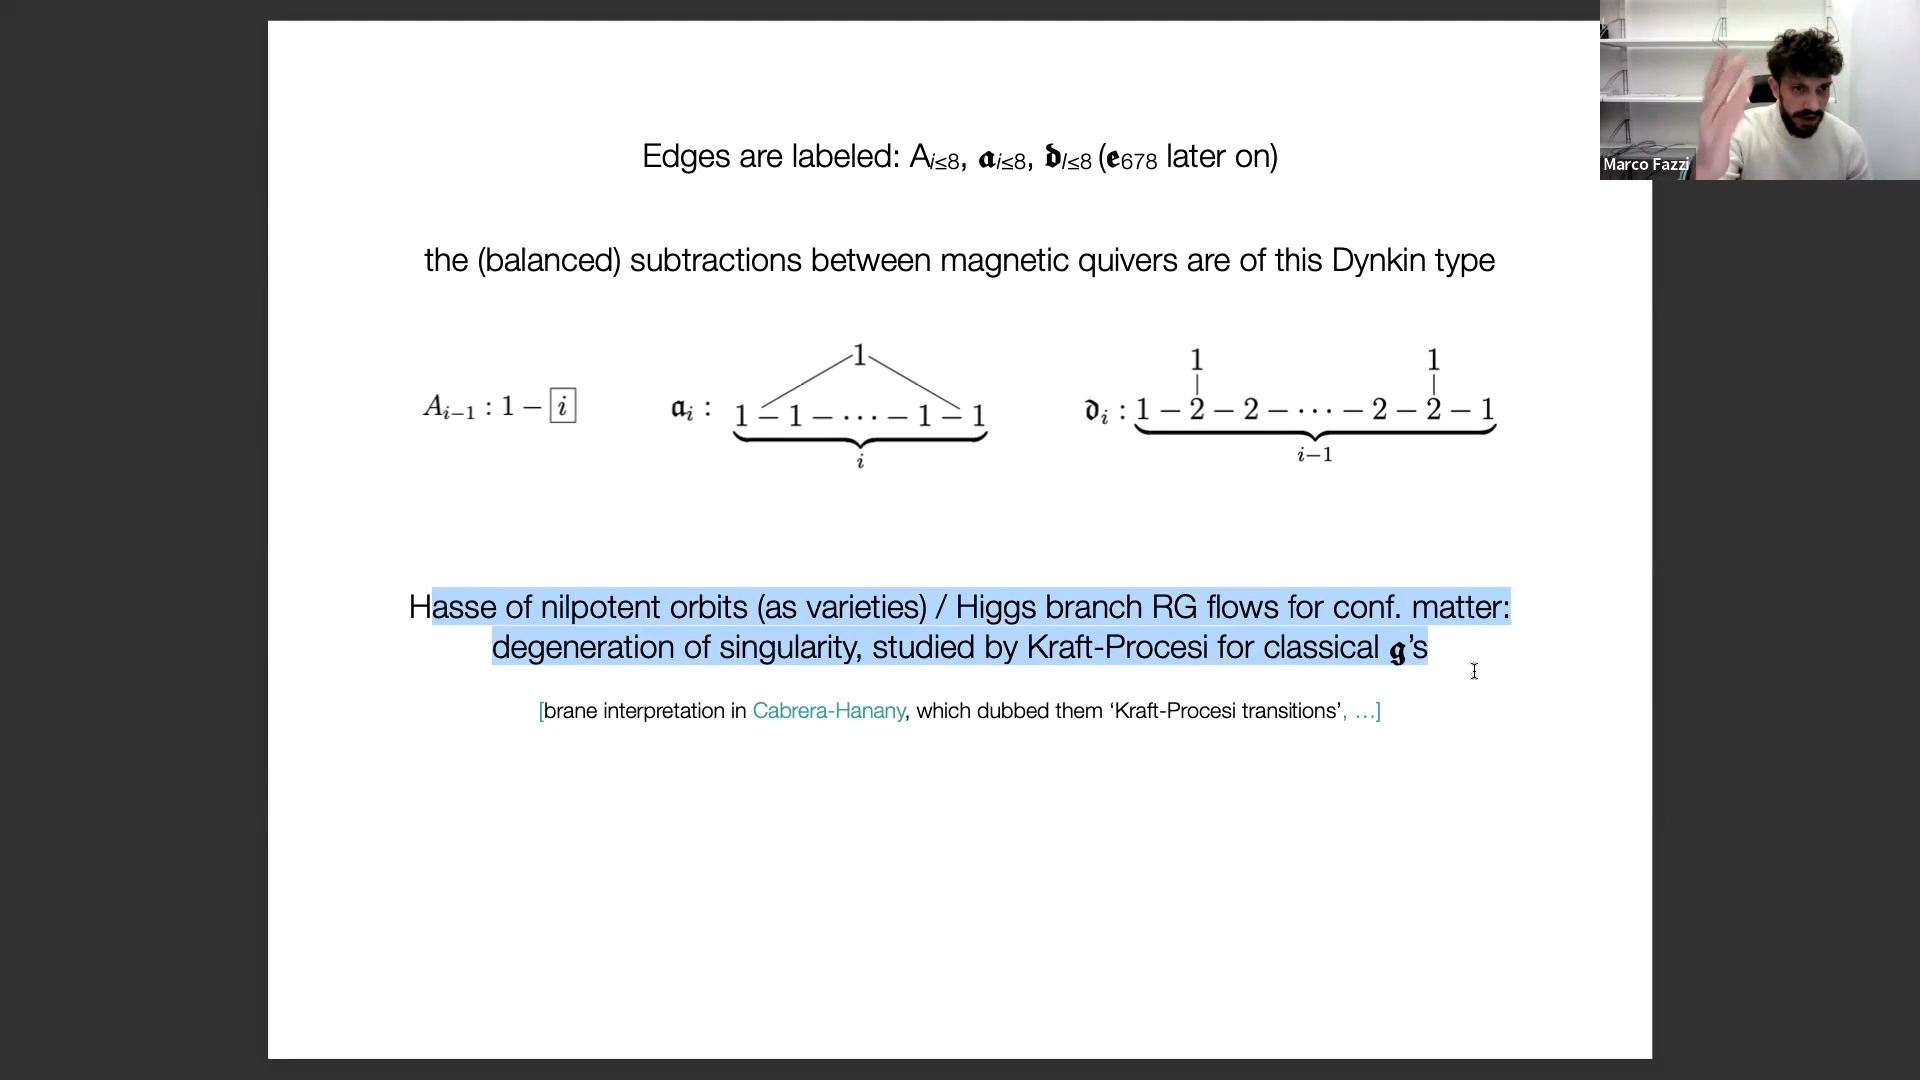 Edges are labeled: A_{i≤8}, 𝖆_{i≤8}, 𝖉_{I≤8} (𝖊_{678} later on)
Marco Fazzi
the (balanced) subtractions between magnetic quivers are of this Dynkin type
1
1 1
A_{i−1} : 1 − i
𝔞_i : 1 − 1 − ⋯ − 1 − 1
𝔡_i : 1 − 2 − 2 − ⋯ − 2 − 2 − 1
i
i−1
Hasse of nilpotent orbits (as varieties) / Higgs branch RG flows for conf. matter:
degeneration of singularity, studied by Kraft-Procesi for classical 𝖌’s
[brane interpretation in Cabrera-Hanany, which dubbed them ‘Kraft-Procesi transitions’, …]